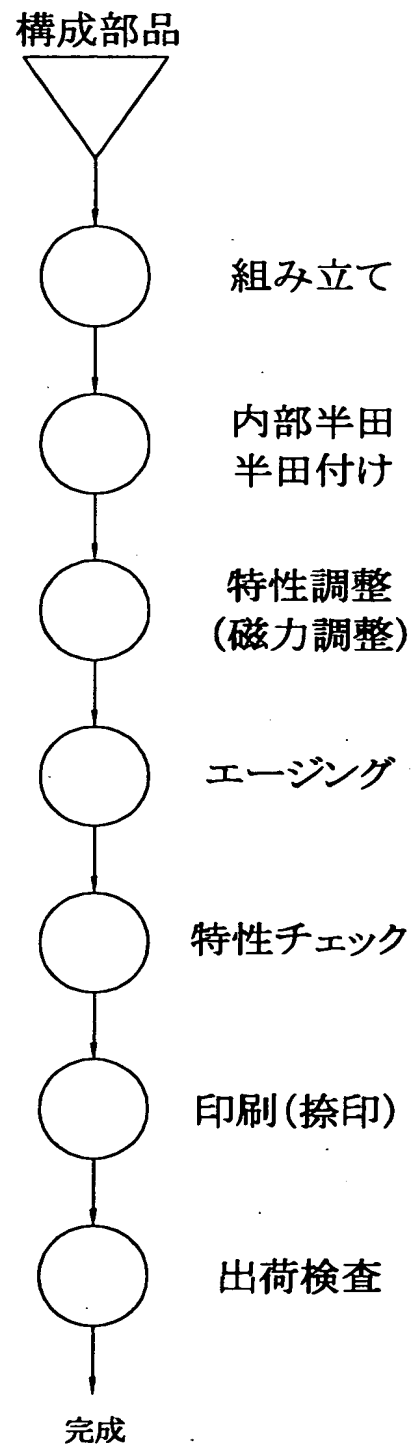 構成部品
組み立て
内部半田
半田付け
特性調整
(磁力調整)
エージング
特性チェック
印刷(捺印)
出荷検査
完成